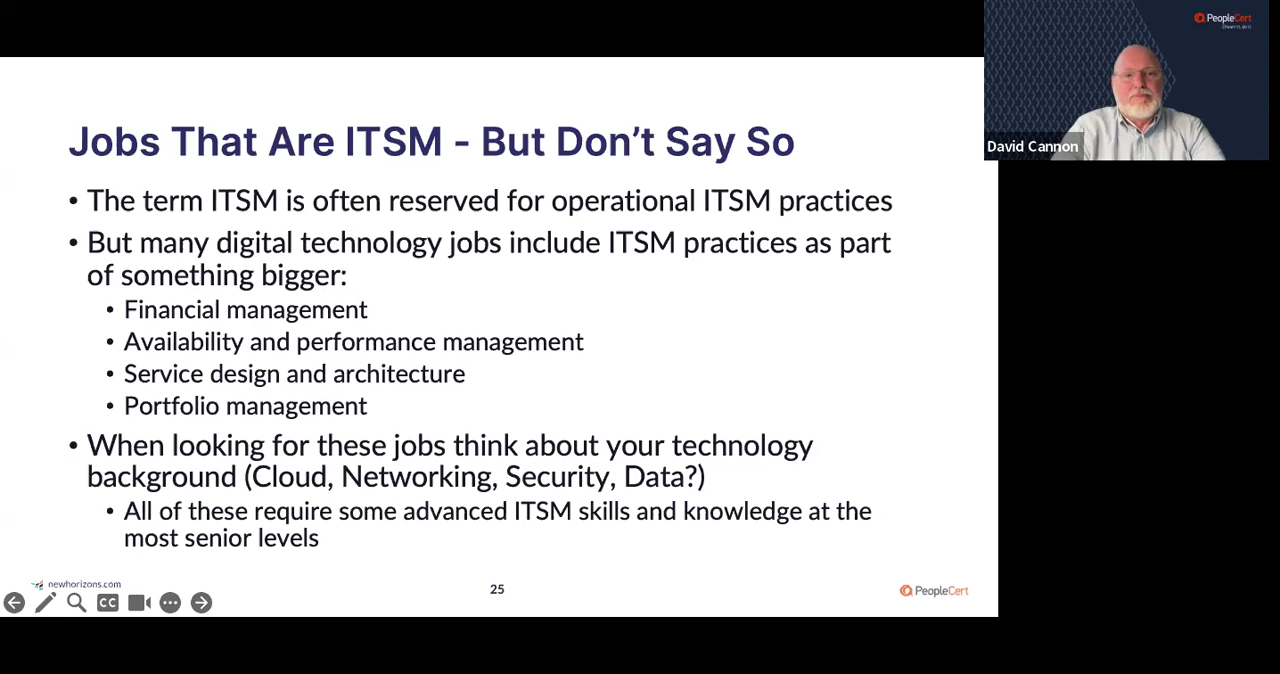 PeopleCert
David Cannon
Jobs That Are ITSM - But Don't Say So
• The term ITSM is often reserved for operational ITSM practices
• But many digital technology jobs include ITSM practices as part
of something bigger:
• Financial management
• Availability and performance management
• Service design and architecture
• Portfolio management
• When looking for these jobs think about your technology
background (Cloud, Networking, Security, Data?)
• All of these require some advanced ITSM skills and knowledge at the
most senior levels
newhorizons.com
25
PeopleCert
CC